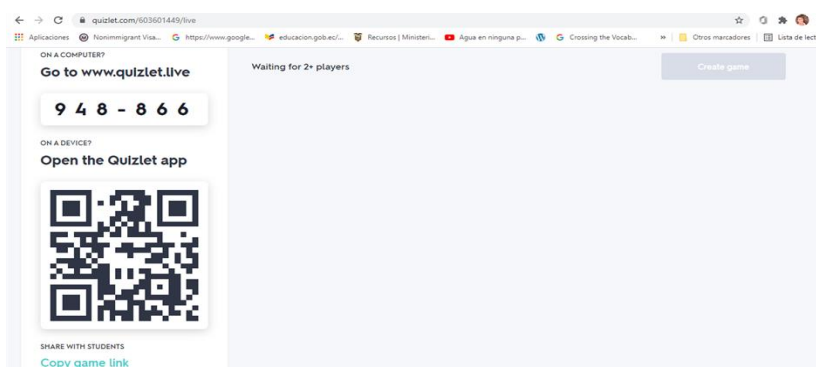 quizlet.com/603601449/live
Aplicaciones Nonimmigrant Visa... https://www.google... educacion.gob.ec/... Recursos | Ministeri... Agua en ninguna p... Crossing the Vocab... » Otros marcadores Lista de lect
ON A COMPUTER?
Go to www.quizlet.live
948-866
Waiting for 2+ players
Create game
ON A DEVICE?
Open the Quizlet app
SHARE WITH STUDENTS
Copy game link